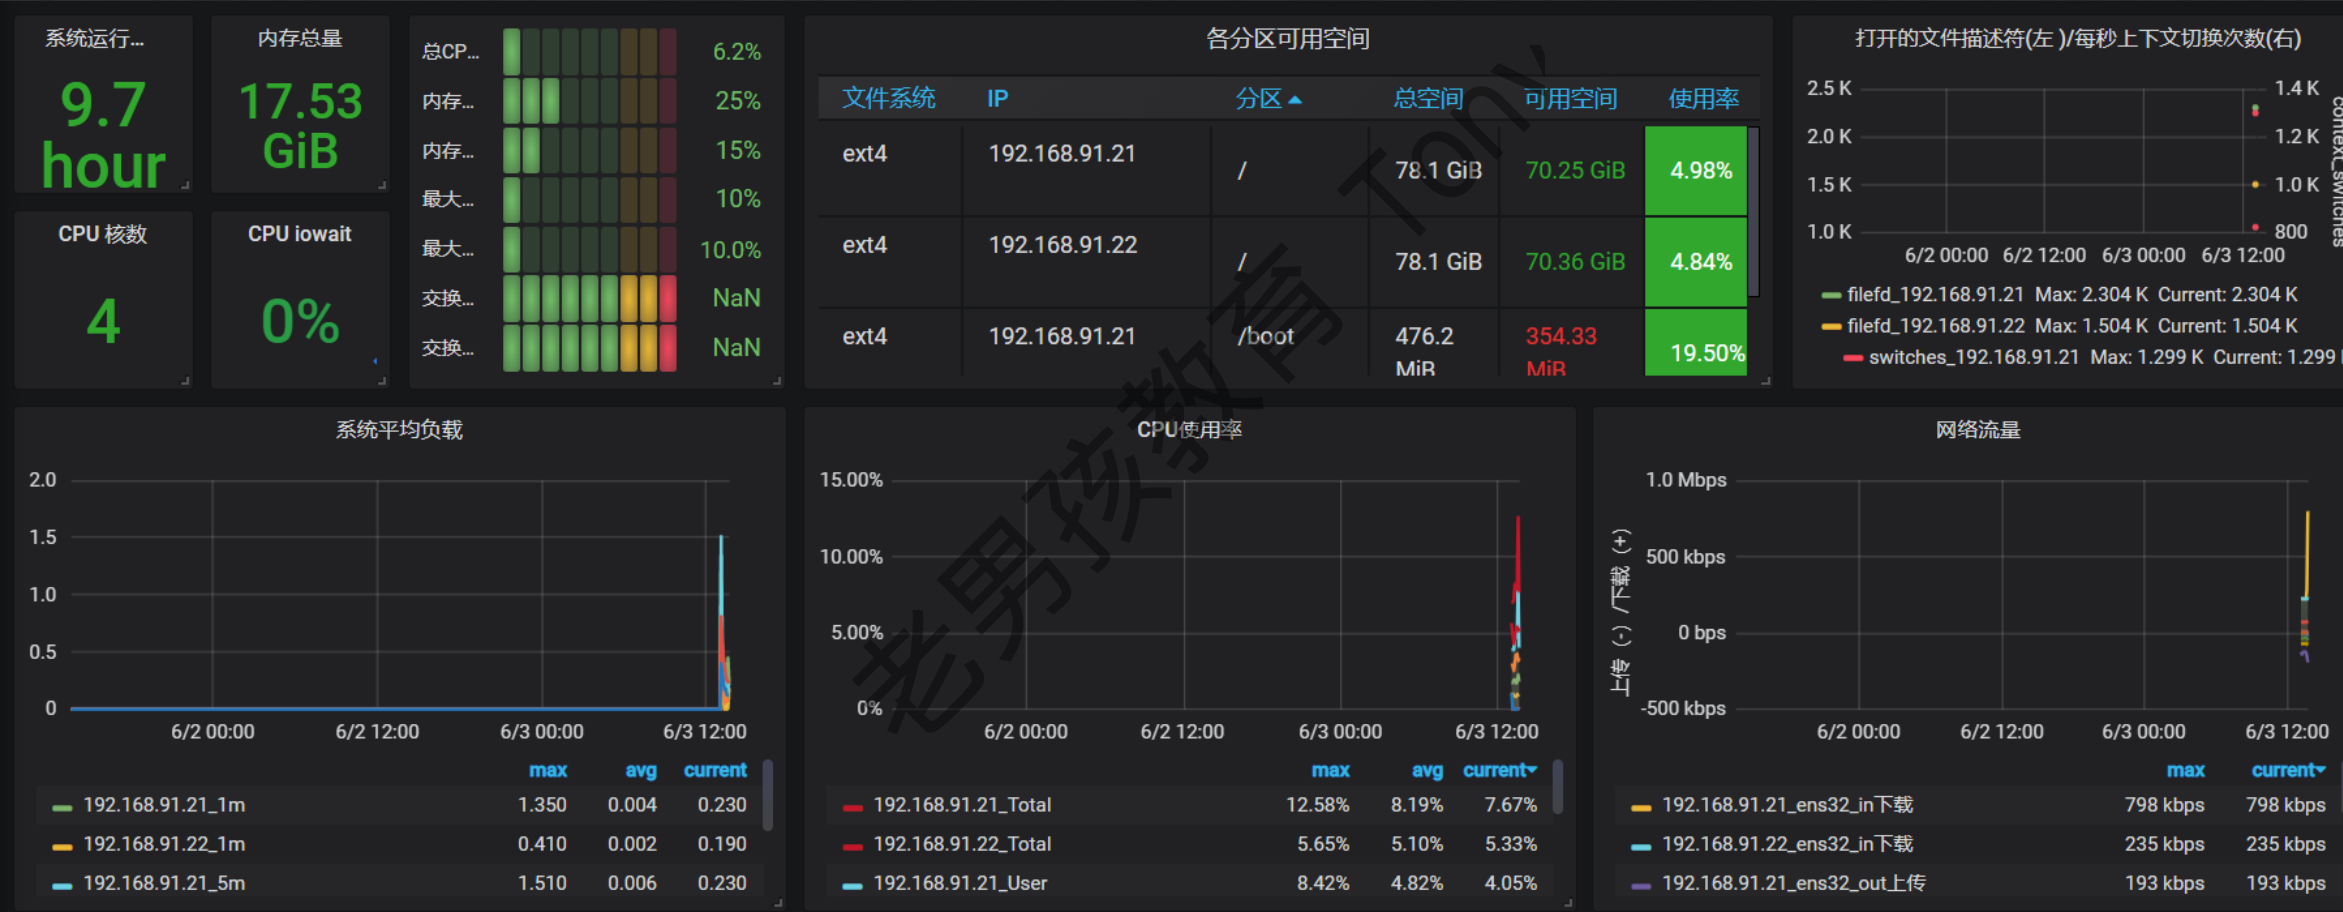 系统运行...
9.7
hour
内存总量
17.53
GiB
CPU 核数
4
CPU iowait
0%
总CP... 6.2%
内存... 25%
内存... 15%
最大... 10%
最大... 10.0%
交换... NaN
交换... NaN
各分区可用空间
文件系统 IP 分区 总空间 可用空间 使用率
ext4 192.168.91.21 / 78.1 GiB 70.25 GiB 4.98%
ext4 192.168.91.22 / 78.1 GiB 70.36 GiB 4.84%
ext4 192.168.91.21 /boot 476.2 MiB 354.33 MiB 19.50%
打开的文件描述符(左 )/每秒上下文切换次数(右)
2.5 K
2.0 K
1.5 K
1.0 K
1.4 K
1.2 K
1.0 K
800
context_switches
6/2 00:00 6/2 12:00 6/3 00:00 6/3 12:00
filefd_192.168.91.21 Max: 2.304 K Current: 2.304 K
filefd_192.168.91.22 Max: 1.504 K Current: 1.504 K
switches_192.168.91.21 Max: 1.299 K Current: 1.299
系统平均负载
2.0
1.5
1.0
0.5
0
6/2 00:00 6/2 12:00 6/3 00:00 6/3 12:00
max avg current
192.168.91.21_1m 1.350 0.004 0.230
192.168.91.22_1m 0.410 0.002 0.190
192.168.91.21_5m 1.510 0.006 0.230
CPU使用率
15.00%
10.00%
5.00%
0%
6/2 00:00 6/2 12:00 6/3 00:00 6/3 12:00
max avg current
192.168.91.21_Total 12.58% 8.19% 7.67%
192.168.91.22_Total 5.65% 5.10% 5.33%
192.168.91.21_User 8.42% 4.82% 4.05%
网络流量
上传（-）/下载（+）
1.0 Mbps
500 kbps
0 bps
-500 kbps
6/2 00:00 6/2 12:00 6/3 00:00 6/3 12:00
max current
192.168.91.21_ens32_in下载 798 kbps 798 kbps
192.168.91.22_ens32_in下载 235 kbps 235 kbps
192.168.91.21_ens32_out上传 193 kbps 193 kbps
老男孩教育 Tony